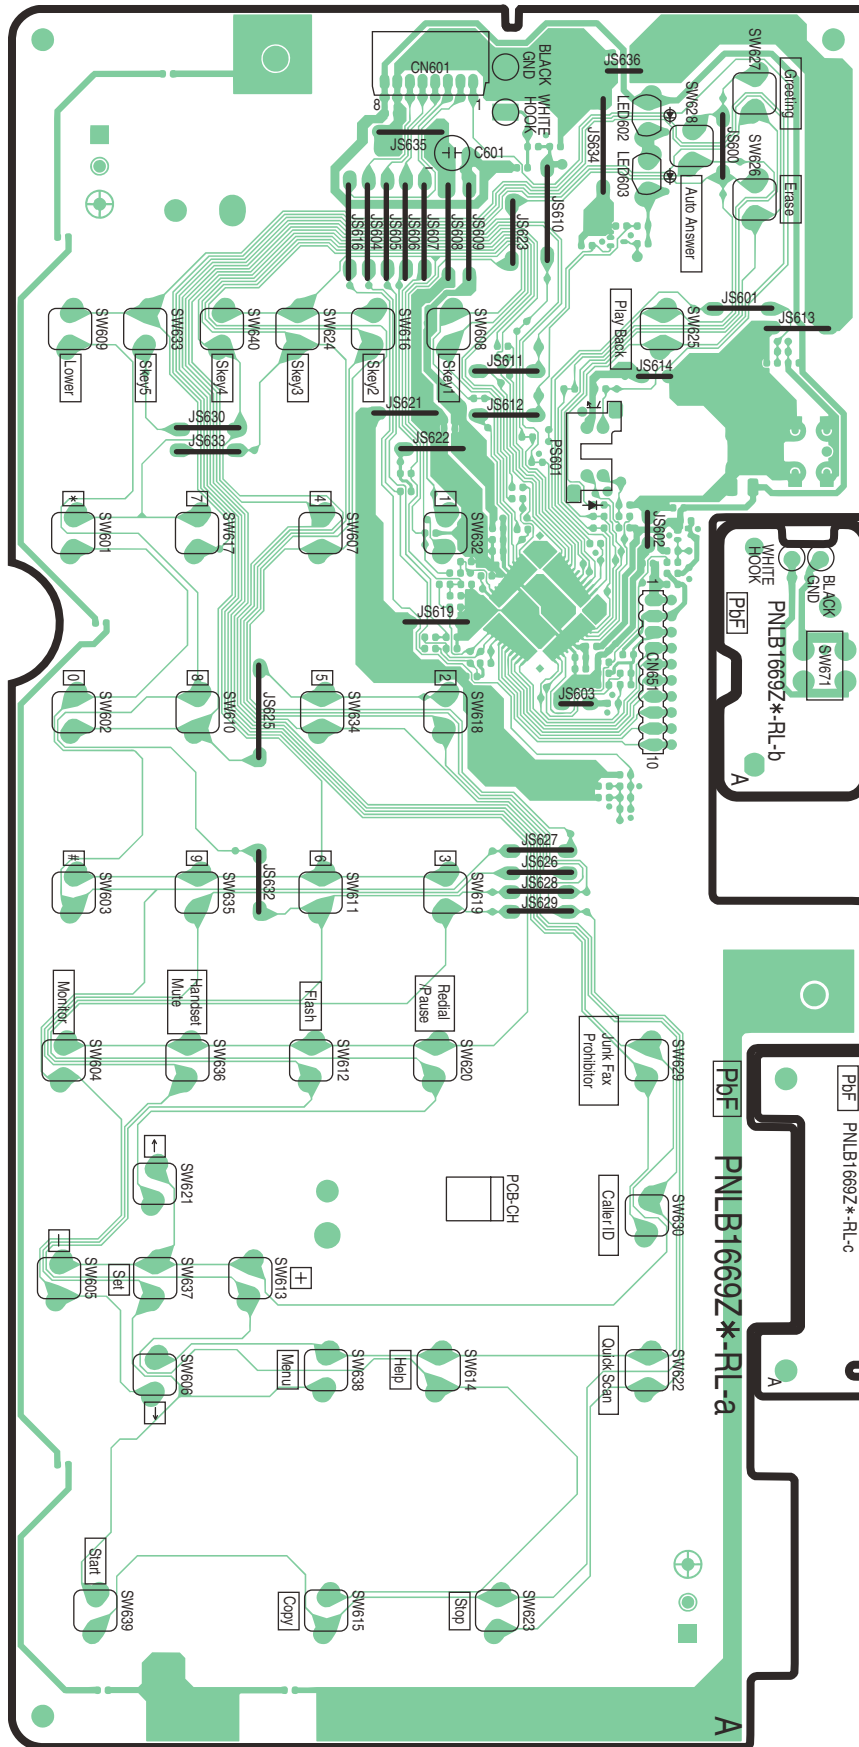 CN601
8
1
BLACK
GND
WHITE
HOOK
JS635
C601
JS636
LED602
LED603
JS634
SW628
JS600
SW627
Greeting
SW626
Erase
Auto Answer
JS616
JS604
JS605
JS606
JS607
JS608
JS609
JS623
JS610
JS601
JS613
SW609
Lower
SW633
Skey5
SW640
Skey4
SW624
Skey3
SW616
Skey2
SW608
Skey1
JS611
JS612
Play Back
SW625
JS614
JS630
JS633
JS621
JS622
PS601
*
SW601
7
SW617
4
SW607
1
SW632
JS602
JS619
1
CN651
10
JS603
WHITE
HOOK
BLACK
GND
PbF
PNLB1669Z*-RL-b
SW671
A
0
SW602
8
SW610
JS625
5
SW634
2
SW618
JS627
JS626
JS628
JS629
#
SW603
9
SW635
JS632
6
SW611
3
SW619
Monitor
SW604
Handset
Mute
SW636
Flash
SW612
Redial
/Pause
SW620
Junk Fax
Prohibitor
SW629
PbF
PNLB1669Z*-RL-a
PbF
PNLB1669Z*-RL-c
A
←
SW621
PCB-CH
Caller ID
SW630
−
SW605
Set
SW637
SW613
+
SW606
→
Menu
SW638
Help
SW614
Quick Scan
SW622
Start
SW639
Copy
SW615
Stop
SW623
A